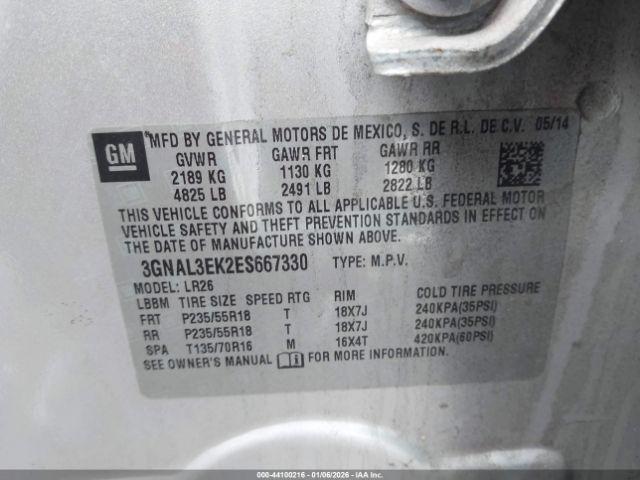 GM
MFD BY GENERAL MOTORS DE MEXICO, S. DE R.L. DE C.V. 05/14
GVWR GAWR FRT GAWR RR
2189 KG 1130 KG 1280 KG
4825 LB 2491 LB 2822 LB
THIS VEHICLE CONFORMS TO ALL APPLICABLE U.S. FEDERAL MOTOR
VEHICLE SAFETY AND THEFT PREVENTION STANDARDS IN EFFECT ON
THE DATE OF MANUFACTURE SHOWN ABOVE.
3GNAL3EK2ES667330 TYPE: M.P.V.
MODEL: LR26
LBBM TIRE SIZE SPEED RTG RIM COLD TIRE PRESSURE
FRT P235/55R18 T 18X7J 240KPA(35PSI)
RR P235/55R18 T 18X7J 240KPA(35PSI)
SPA T135/70R16 M 16X4T 420KPA(60PSI)
SEE OWNER'S MANUAL FOR MORE INFORMATION.
000-44100216 - 01/06/2026 - IAA Inc.